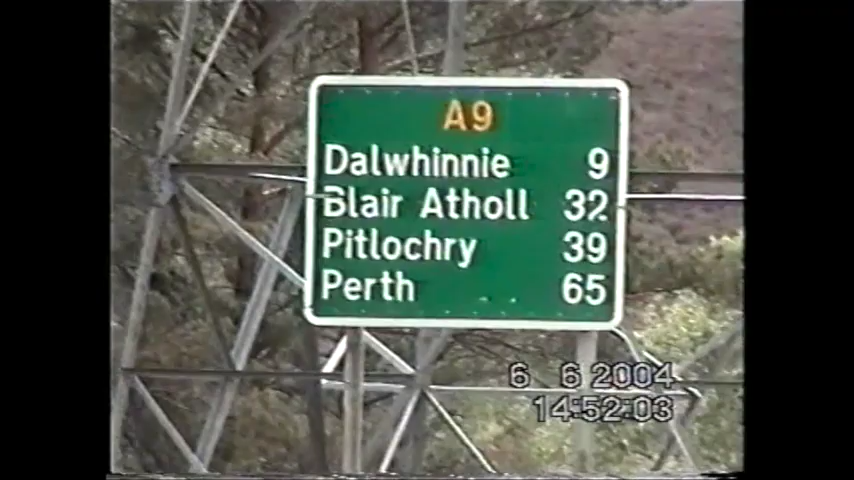 A9
Dalwhinnie 9
Blair Atholl 32
Pitlochry 39
Perth 65
6 6 2004
14:52:03